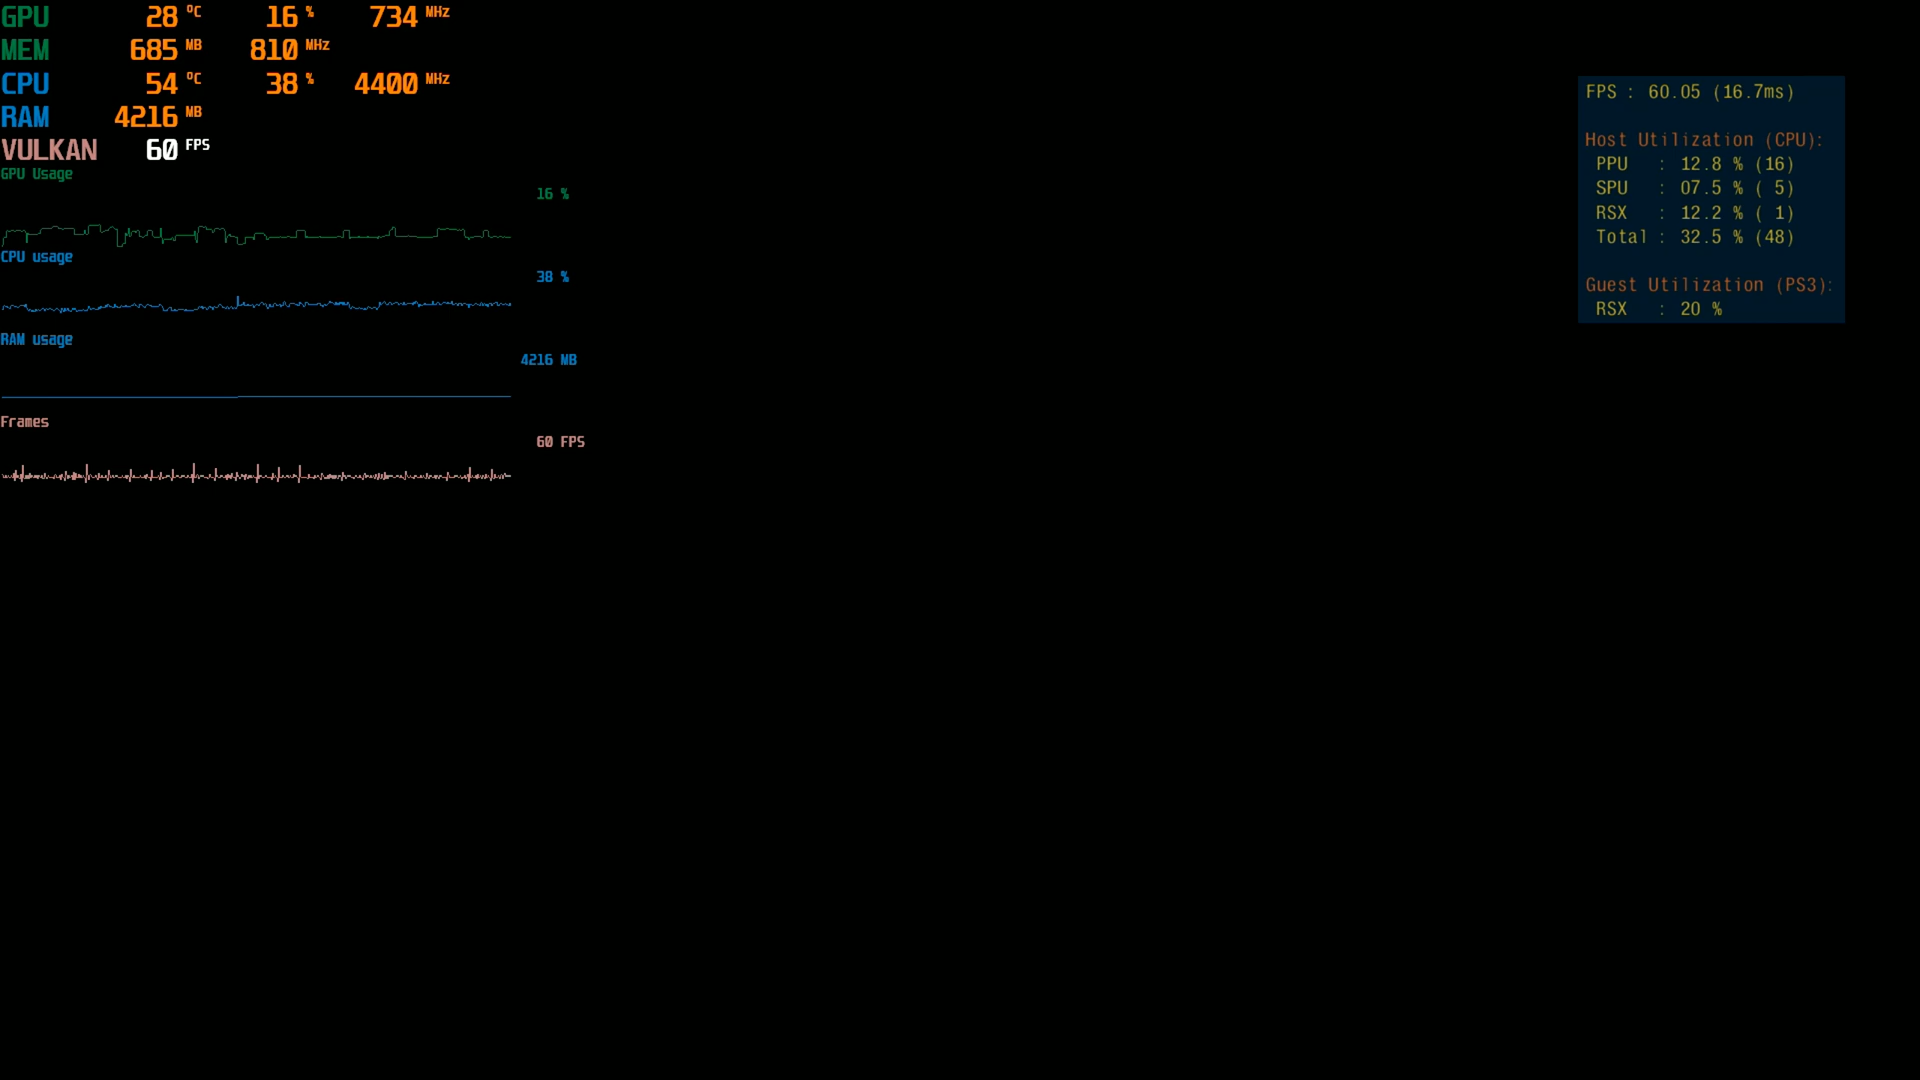 GPU 28 °C 16 % 734 MHz
MEM 685 MB 810 MHz
CPU 54 °C 38 % 4400 MHz
RAM 4216 MB
VULKAN 60 FPS
GPU Usage
16 %
CPU usage
38 %
RAM usage
4216 MB
Frames
60 FPS
FPS : 60.05 (16.7ms)
Host Utilization (CPU):
PPU : 12.8 % (16)
SPU : 07.5 % ( 5)
RSX : 12.2 % ( 1)
Total : 32.5 % (48)
Guest Utilization (PS3):
RSX : 20 %